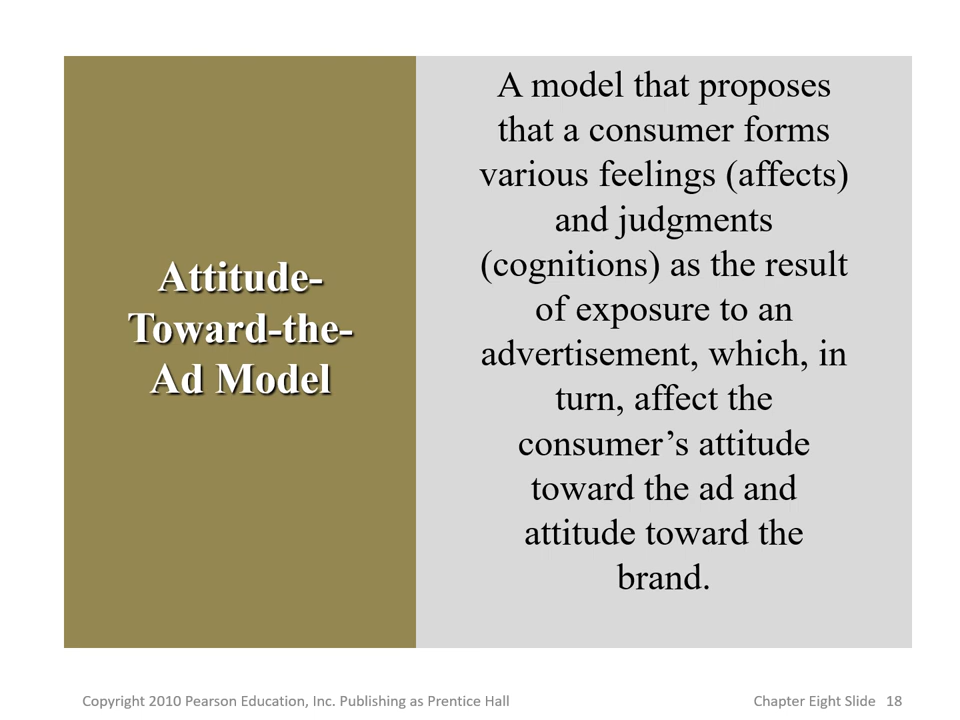 Attitude-
Toward-the-
Ad Model
A model that proposes
that a consumer forms
various feelings (affects)
and judgments
(cognitions) as the result
of exposure to an
advertisement, which, in
turn, affect the
consumer’s attitude
toward the ad and
attitude toward the
brand.
Copyright 2010 Pearson Education, Inc. Publishing as Prentice Hall
Chapter Eight Slide 18